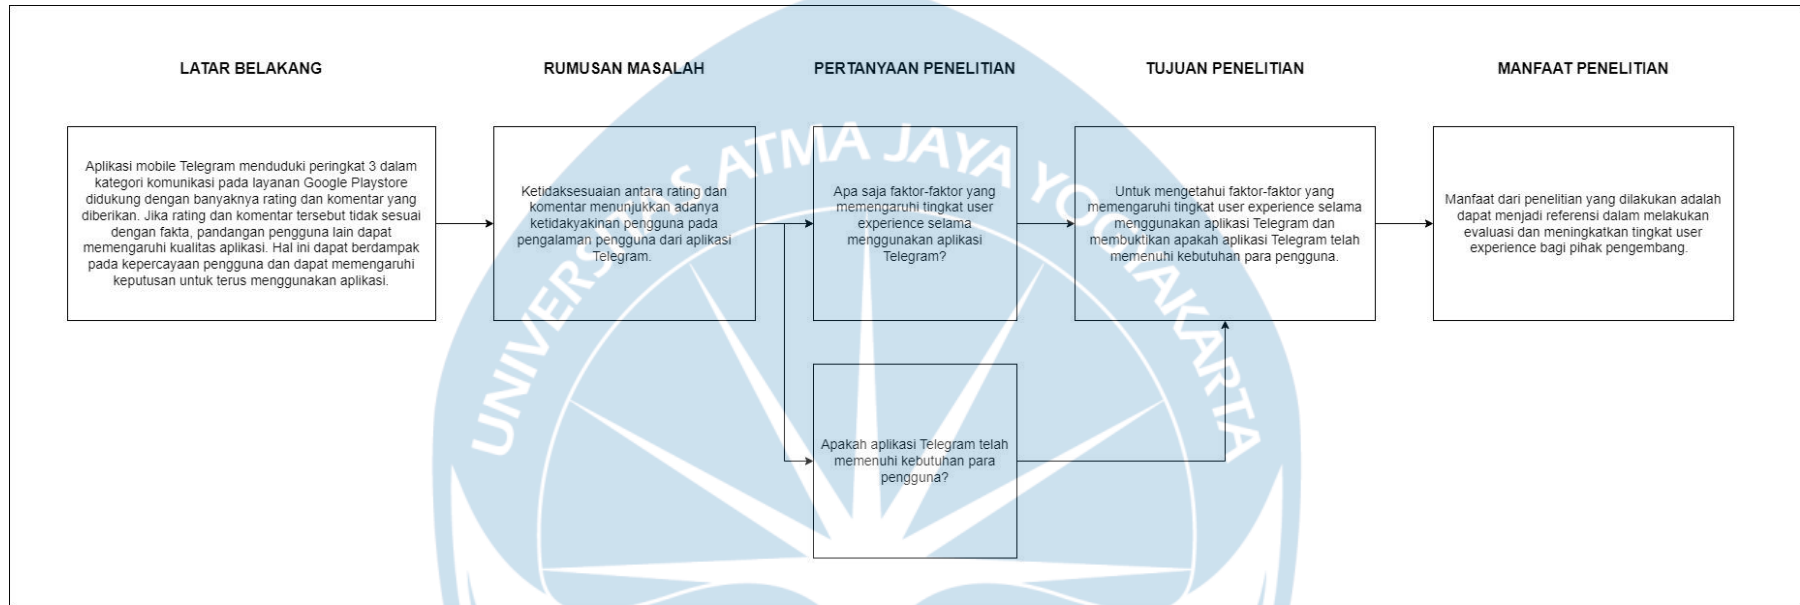 LATAR BELAKANG
RUMUSAN MASALAH
PERTANYAAN PENELITIAN
TUJUAN PENELITIAN
MANFAAT PENELITIAN
Aplikasi mobile Telegram menduduki peringkat 3 dalam
kategori komunikasi pada layanan Google Playstore
didukung dengan banyaknya rating dan komentar yang
diberikan. Jika rating dan komentar tersebut tidak sesuai
dengan fakta, pandangan pengguna lain dapat
memengaruhi kualitas aplikasi. Hal ini dapat berdampak
pada kepercayaan pengguna dan dapat memengaruhi
keputusan untuk terus menggunakan aplikasi.
Ketidaksesuaian antara rating dan
komentar menunjukkan adanya
ketidakyakinan pengguna pada
pengalaman pengguna dari aplikasi
Telegram.
Apa saja faktor-faktor yang
memengaruhi tingkat user
experience selama
menggunakan aplikasi
Telegram?
Apakah aplikasi Telegram telah
memenuhi kebutuhan para
pengguna?
Untuk mengetahui faktor-faktor yang
memengaruhi tingkat user experience selama
menggunakan aplikasi Telegram dan
membuktikan apakah aplikasi Telegram telah
memenuhi kebutuhan para pengguna.
Manfaat dari penelitian yang dilakukan adalah
dapat menjadi referensi dalam melakukan
evaluasi dan meningkatkan tingkat user
experience bagi pihak pengembang.
UNIVERSITAS ATMA JAYA YOGYAKARTA